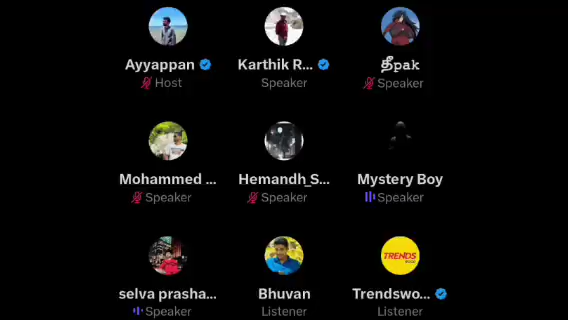 Ayyappan
Karthik R...
தீpak
Host
Speaker
Speaker
Mohammed ...
Hemandh_S...
Mystery Boy
Speaker
Speaker
Speaker
TRENDS
selva prasha...
Bhuvan
Trendswo...
Speaker
Listener
Listener